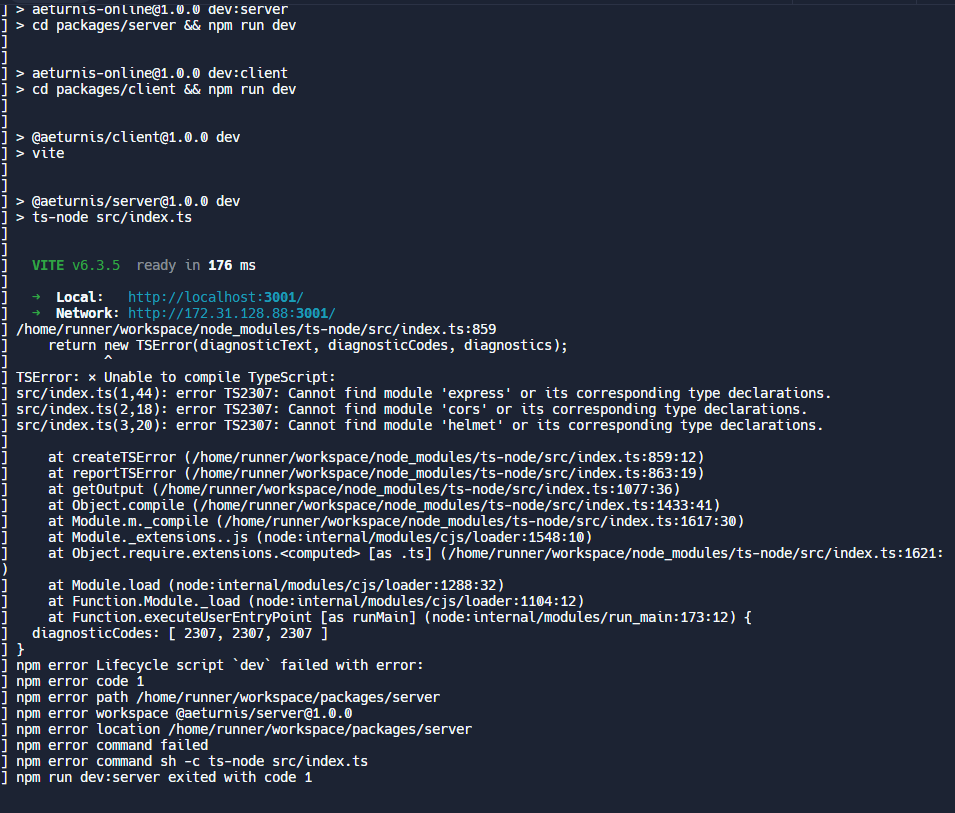 ] > aeturnis-online@1.0.0 dev:server
] > cd packages/server && npm run dev
]
]
] > aeturnis-online@1.0.0 dev:client
] > cd packages/client && npm run dev
]
]
] > @aeturnis/client@1.0.0 dev
] > vite
]
]
] > @aeturnis/server@1.0.0 dev
] > ts-node src/index.ts
]
]
]   VITE v6.3.5  ready in 176 ms
]
]   ➜  Local:   http://localhost:3001/
]   ➜  Network: http://172.31.128.88:3001/
] /home/runner/workspace/node_modules/ts-node/src/index.ts:859
]     return new TSError(diagnosticText, diagnosticCodes, diagnostics);
]            ^
] TSError: ⨯ Unable to compile TypeScript:
] src/index.ts(1,44): error TS2307: Cannot find module 'express' or its corresponding type declarations.
] src/index.ts(2,18): error TS2307: Cannot find module 'cors' or its corresponding type declarations.
] src/index.ts(3,20): error TS2307: Cannot find module 'helmet' or its corresponding type declarations.
]
]     at createTSError (/home/runner/workspace/node_modules/ts-node/src/index.ts:859:12)
]     at reportTSError (/home/runner/workspace/node_modules/ts-node/src/index.ts:863:19)
]     at getOutput (/home/runner/workspace/node_modules/ts-node/src/index.ts:1077:36)
]     at Object.compile (/home/runner/workspace/node_modules/ts-node/src/index.ts:1433:41)
]     at Module.m._compile (/home/runner/workspace/node_modules/ts-node/src/index.ts:1617:30)
]     at Module._extensions..js (node:internal/modules/cjs/loader:1548:10)
]     at Object.require.extensions.<computed> [as .ts] (/home/runner/workspace/node_modules/ts-node/src/index.ts:1621:
)
]     at Module.load (node:internal/modules/cjs/loader:1288:32)
]     at Function.Module._load (node:internal/modules/cjs/loader:1104:12)
]     at Function.executeUserEntryPoint [as runMain] (node:internal/modules/run_main:173:12) {
]   diagnosticCodes: [ 2307, 2307, 2307 ]
] }
] npm error Lifecycle script `dev` failed with error:
] npm error code 1
] npm error path /home/runner/workspace/packages/server
] npm error workspace @aeturnis/server@1.0.0
] npm error location /home/runner/workspace/packages/server
] npm error command failed
] npm error command sh -c ts-node src/index.ts
] npm run dev:server exited with code 1